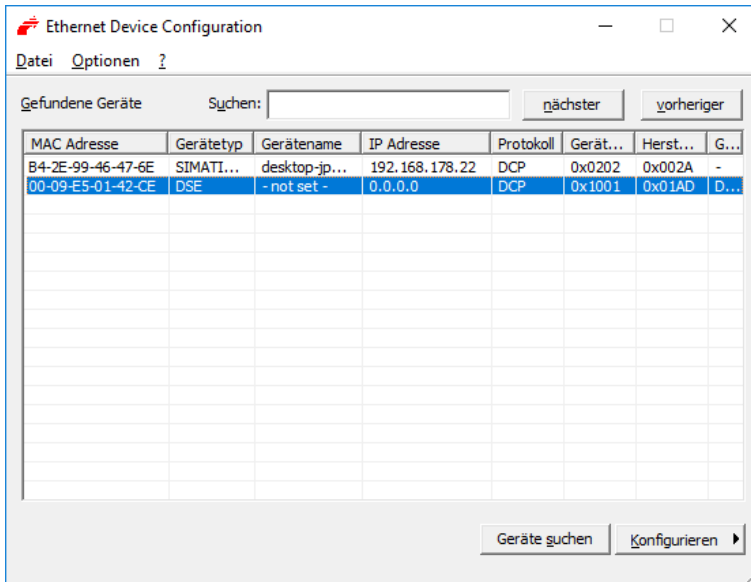 Ethernet Device Configuration
Datei Optionen ?
Gefundene Geräte Suchen: nächster vorheriger
MAC Adresse Gerätetyp Gerätename IP Adresse Protokoll Gerät... Herst... G...
B4-2E-99-46-47-6E SIMATI... desktop-jp... 192.168.178.22 DCP 0x0202 0x002A -
00-09-E5-01-42-CE DSE - not set - 0.0.0.0 DCP 0x1001 0x01AD D...
Geräte suchen Konfigurieren